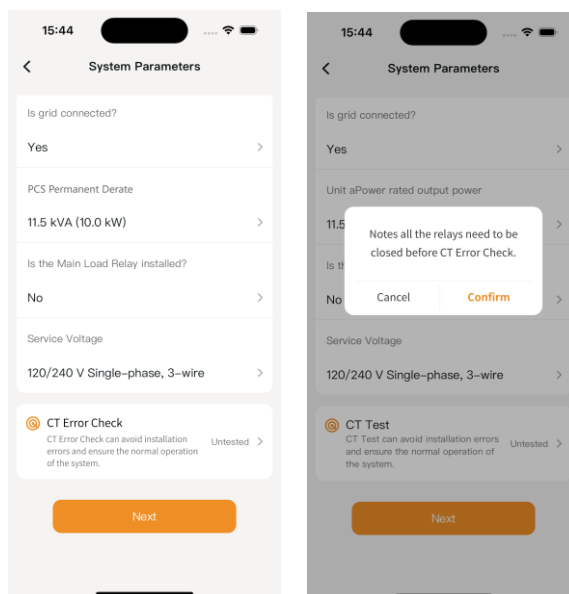 15:44
System Parameters
Is grid connected?
Yes
PCS Permanent Derate
11.5 kVA (10.0 kW)
Is the Main Load Relay installed?
No
Service Voltage
120/240 V Single-phase, 3-wire
CT Error Check
CT Error Check can avoid installation
errors and ensure the normal operation
of the system.
Untested
Next
15:44
System Parameters
Is grid connected?
Yes
Unit aPower rated output power
11.5
Notes all the relays need to be
closed before CT Error Check.
Cancel
Confirm
Is th
No
Service Voltage
120/240 V Single-phase, 3-wire
CT Test
CT Test can avoid installation errors
and ensure the normal operation of
the system.
Untested
Next